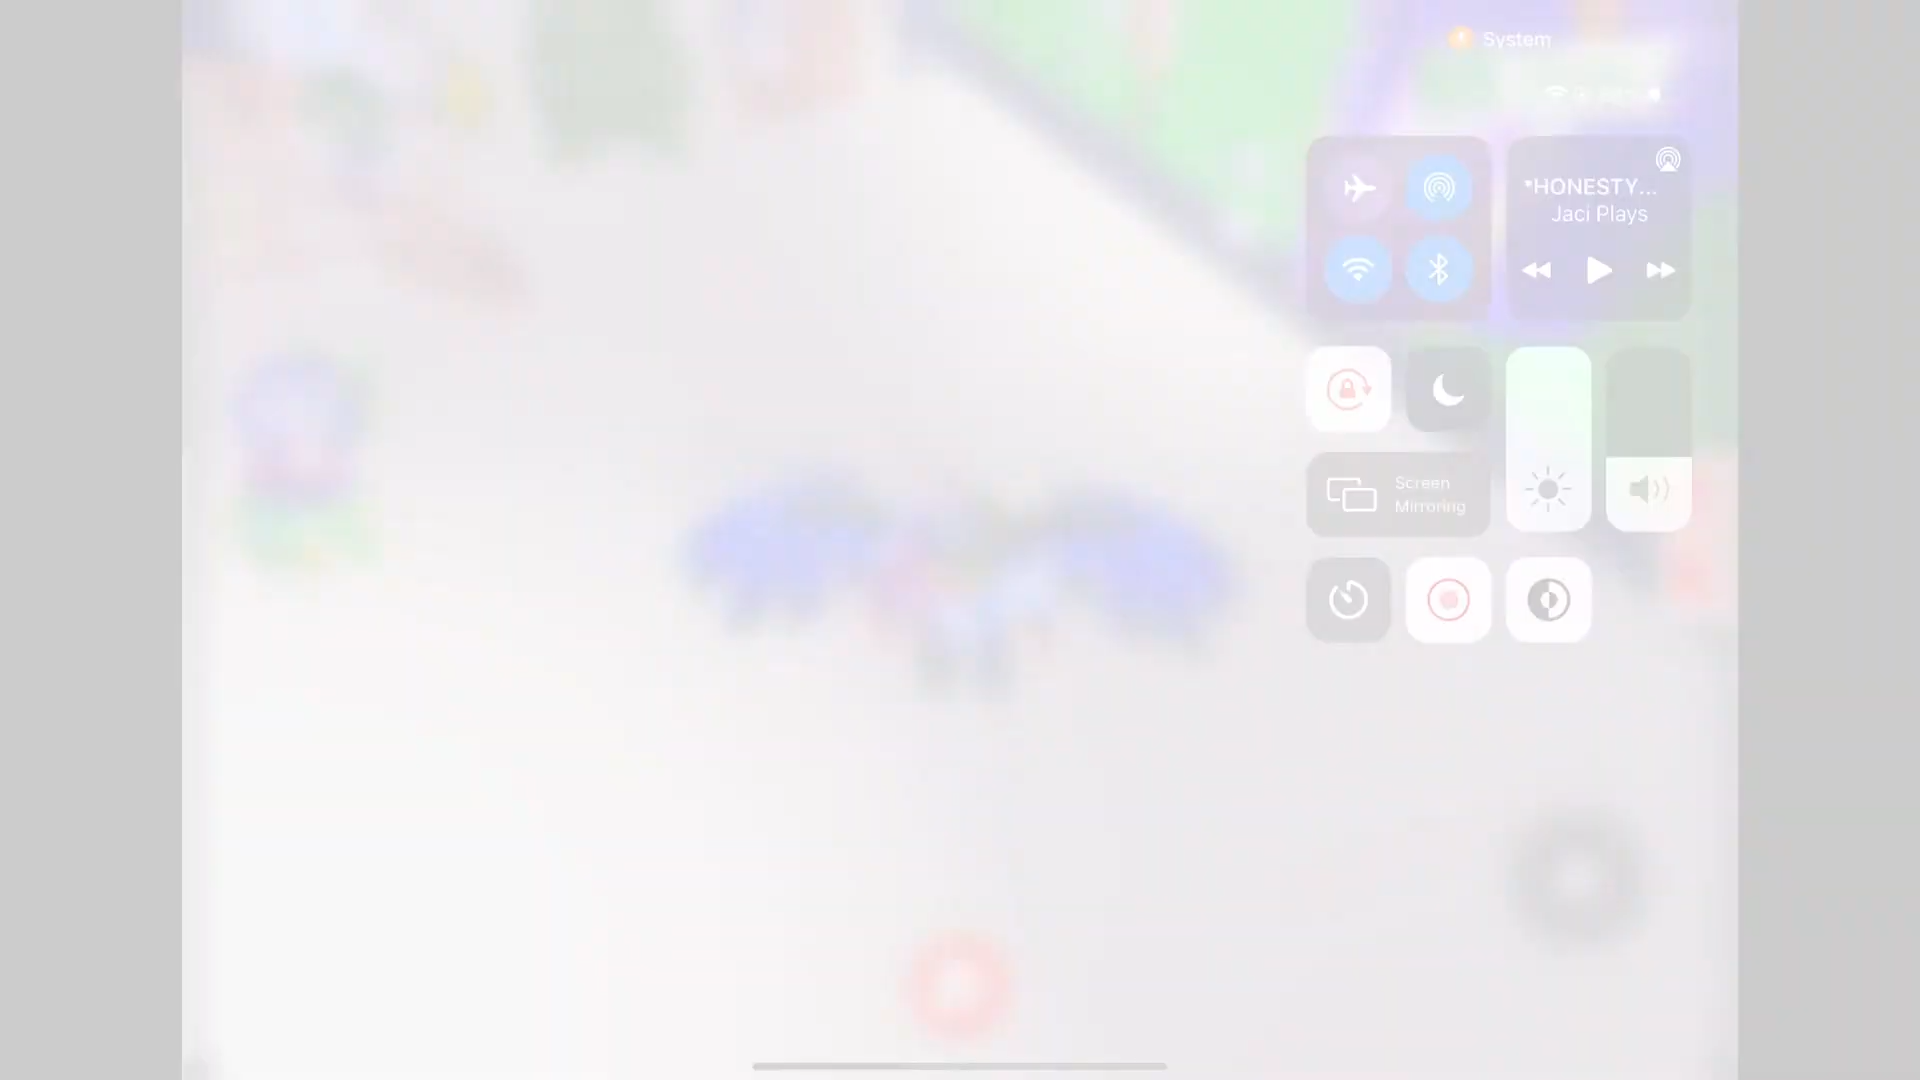 System
*HONESTY...
Jaci Plays
Screen
Mirroring